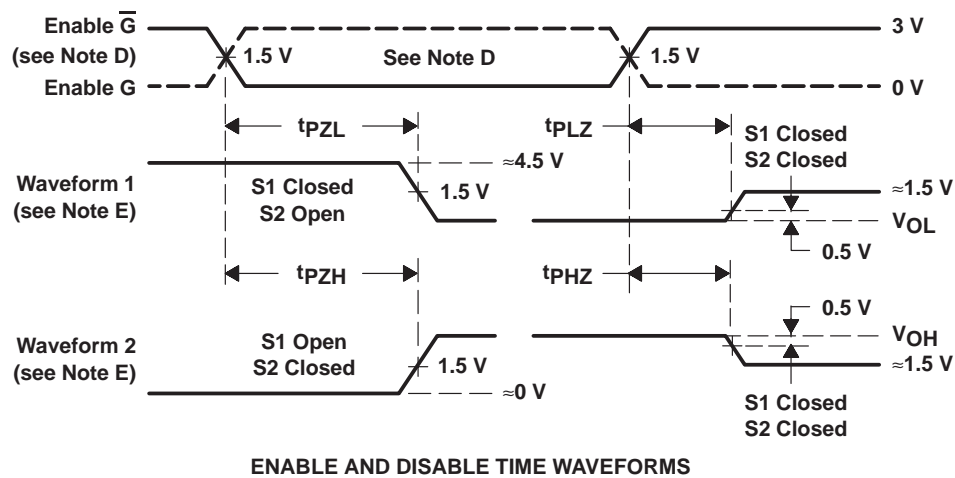 Enable G̅ 3 V
(see Note D) 1.5 V See Note D 1.5 V
Enable G 0 V
tPZL tPLZ S1 Closed
S2 Closed
≈4.5 V
Waveform 1 S1 Closed 1.5 V ≈1.5 V
(see Note E) S2 Open VOL
0.5 V
tPZH tPHZ
0.5 V
Waveform 2 S1 Open VOH
(see Note E) S2 Closed 1.5 V ≈1.5 V
≈0 V
S1 Closed
S2 Closed
ENABLE AND DISABLE TIME WAVEFORMS